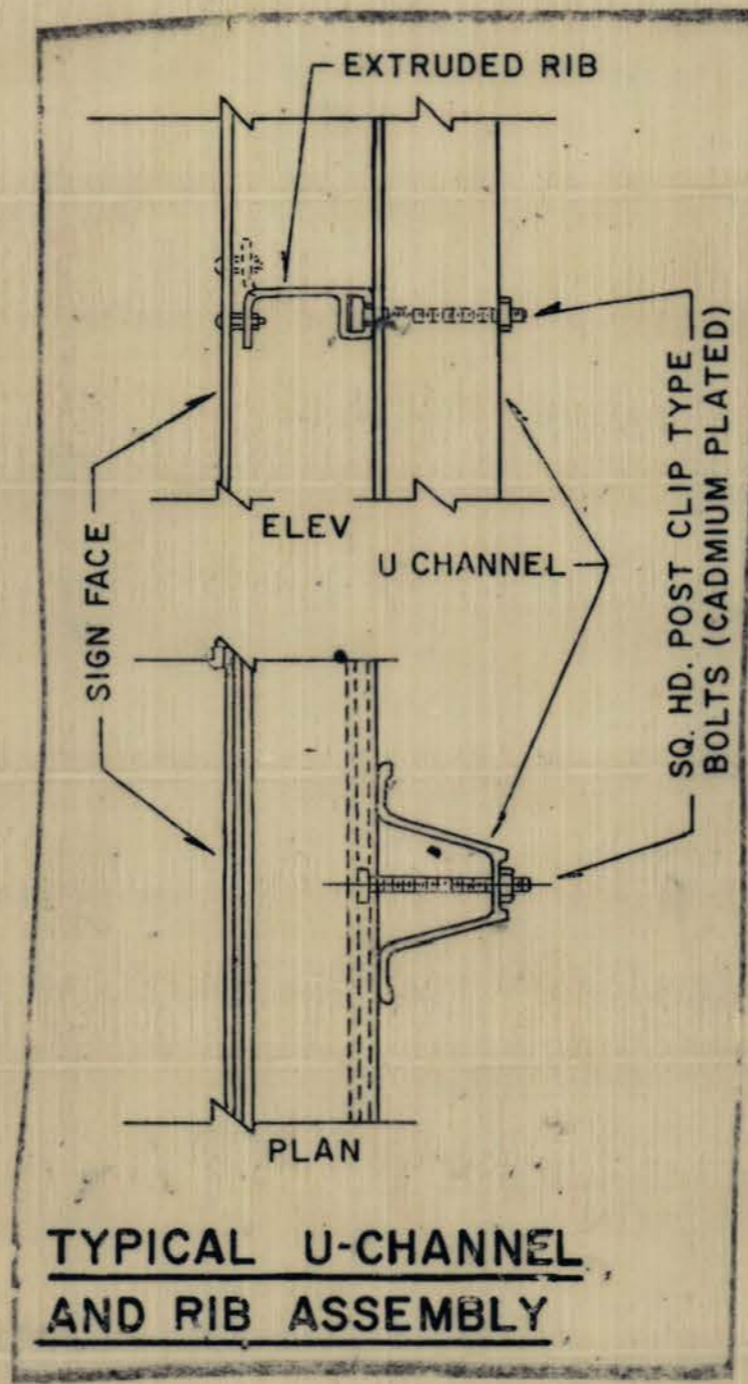 EXTRUDED RIB
ELEV
U CHANNEL
SIGN FACE
SQ. HD. POST CLIP TYPE
BOLTS (CADMIUM PLATED)
PLAN
TYPICAL U-CHANNEL
AND RIB ASSEMBLY